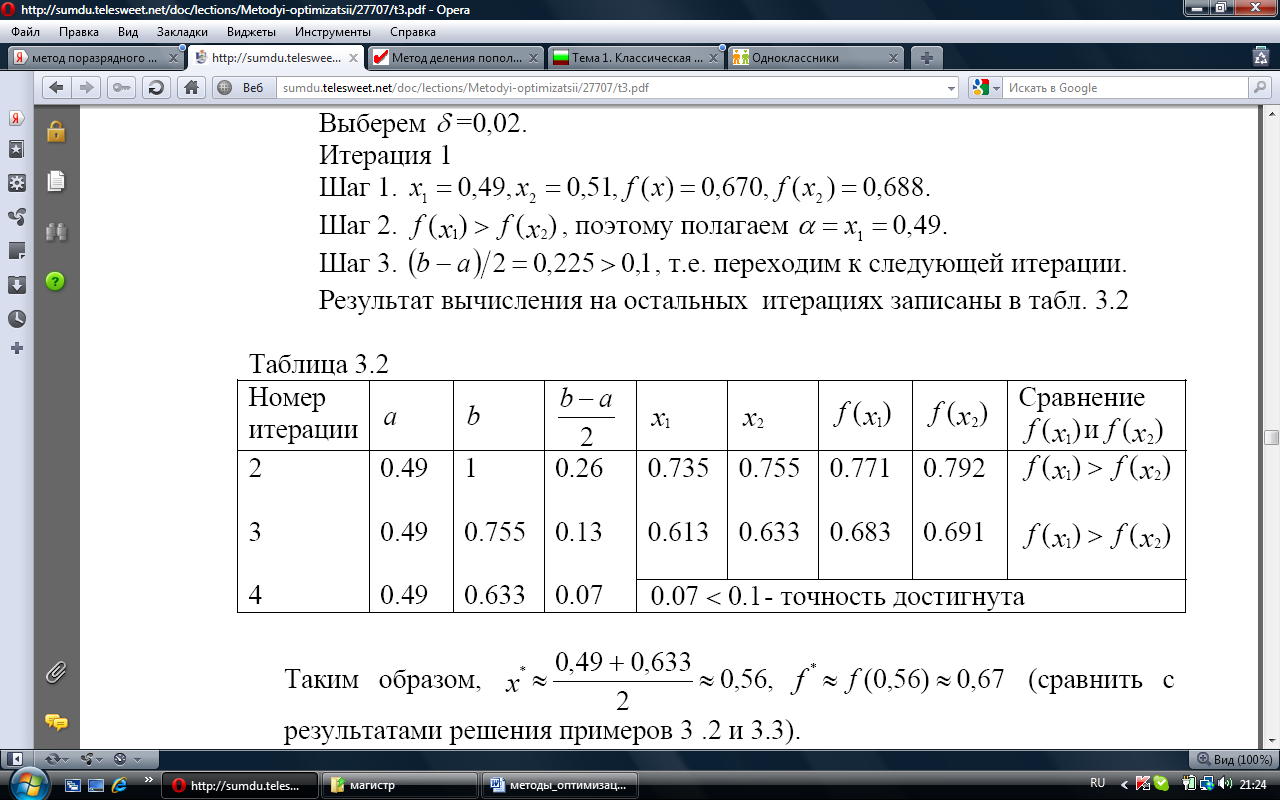 http://sumdu.telesweet.net/doc/lections/Metodyi-optimizatsii/27707/t3.pdf - Opera
Файл Правка Вид Закладки Виджеты Инструменты Справка
метод поразрядного ... http://sumdu.teleswee... Метод деления попол... Тема 1. Классическая ... Одноклассники
Веб sumdu.telesweet.net/doc/lections/Metodyi-optimizatsii/27707/t3.pdf Искать в Google
Выберем δ=0,02.
Итерация 1
Шаг 1. x₁ = 0,49, x₂ = 0,51, f(x) = 0,670, f(x₂) = 0,688.
Шаг 2. f(x₁) > f(x₂), поэтому полагаем α = x₁ = 0,49.
Шаг 3. (b − a)/2 = 0,225 > 0,1, т.е. переходим к следующей итерации.
Результат вычисления на остальных итерациях записаны в табл. 3.2
Таблица 3.2
Номер итерации a b (b − a)/2 x₁ x₂ f(x₁) f(x₂) Сравнение f(x₁) и f(x₂)
2 0.49 1 0.26 0.735 0.755 0.771 0.792 f(x₁) > f(x₂)
3 0.49 0.755 0.13 0.613 0.633 0.683 0.691 f(x₁) > f(x₂)
4 0.49 0.633 0.07 0.07 < 0.1- точность достигнута
Таким образом, x* ≈ (0,49 + 0,633)/2 ≈ 0,56, f* ≈ f(0,56) ≈ 0,67 (сравнить с
результатами решения примеров 3 .2 и 3.3).
Вид (100%)
http://sumdu.teles... магистр методы_оптимизац... RU 21:24